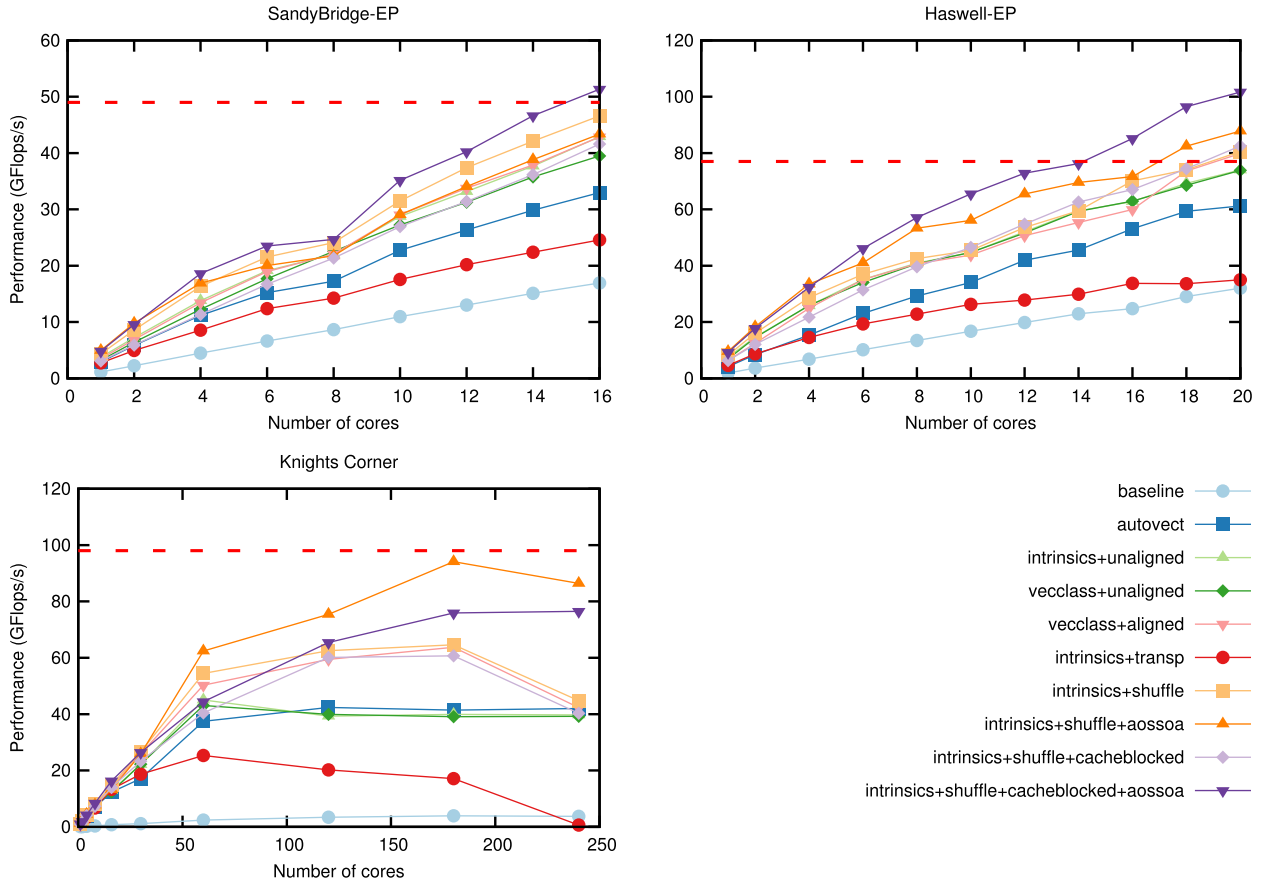 SandyBridge-EP
Performance (GFlops/s)
60
50
40
30
20
10
0
0 2 4 6 8 10 12 14 16
Number of cores
Haswell-EP
120
100
80
60
40
20
0
0 2 4 6 8 10 12 14 16 18 20
Number of cores
Knights Corner
Performance (GFlops/s)
120
100
80
60
40
20
0
0 50 100 150 200 250
Number of cores
baseline
autovect
intrinsics+unaligned
vecclass+unaligned
vecclass+aligned
intrinsics+transp
intrinsics+shuffle
intrinsics+shuffle+aossoa
intrinsics+shuffle+cacheblocked
intrinsics+shuffle+cacheblocked+aossoa